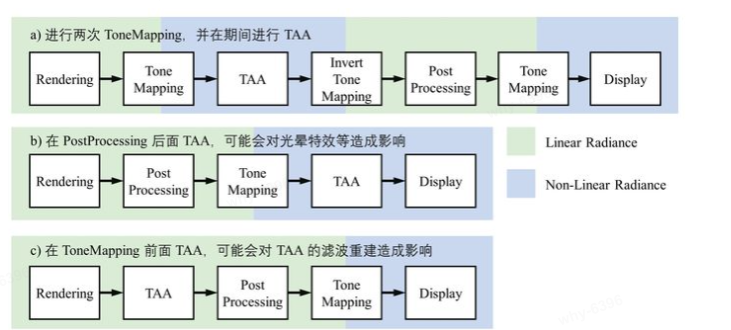 a) 进行两次 ToneMapping，并在期间进行 TAA
Rendering
Tone
Mapping
TAA
Invert
Tone
Mapping
Post
Processing
Tone
Mapping
Display
b) 在 PostProcessing 后面 TAA，可能会对光晕特效等造成影响
Rendering
Post
Processing
Tone
Mapping
TAA
Display
Linear Radiance
Non-Linear Radiance
c) 在 ToneMapping 前面 TAA，可能会对 TAA 的滤波重建造成影响
Rendering
TAA
Post
Processing
Tone
Mapping
Display